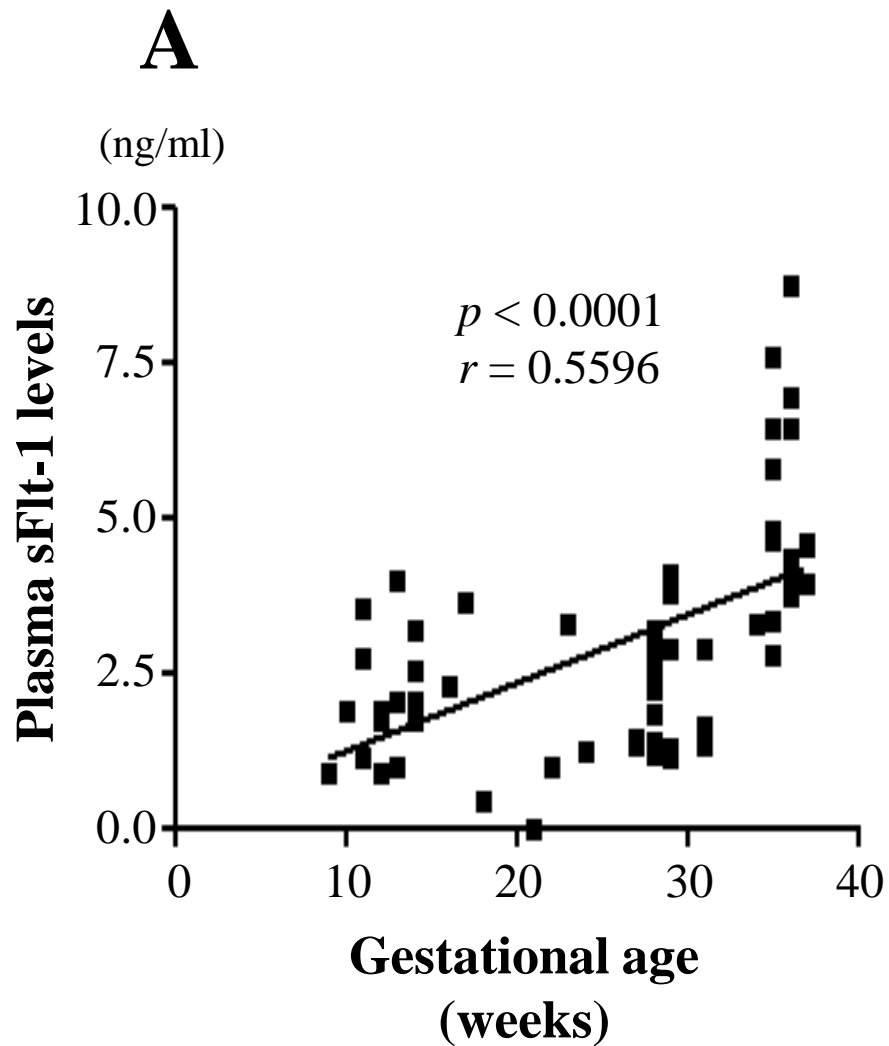 A
(ng/ml)
10.0
7.5
5.0
2.5
0.0
Plasma sFlt-1 levels
p < 0.0001
r = 0.5596
0 10 20 30 40
Gestational age
(weeks)